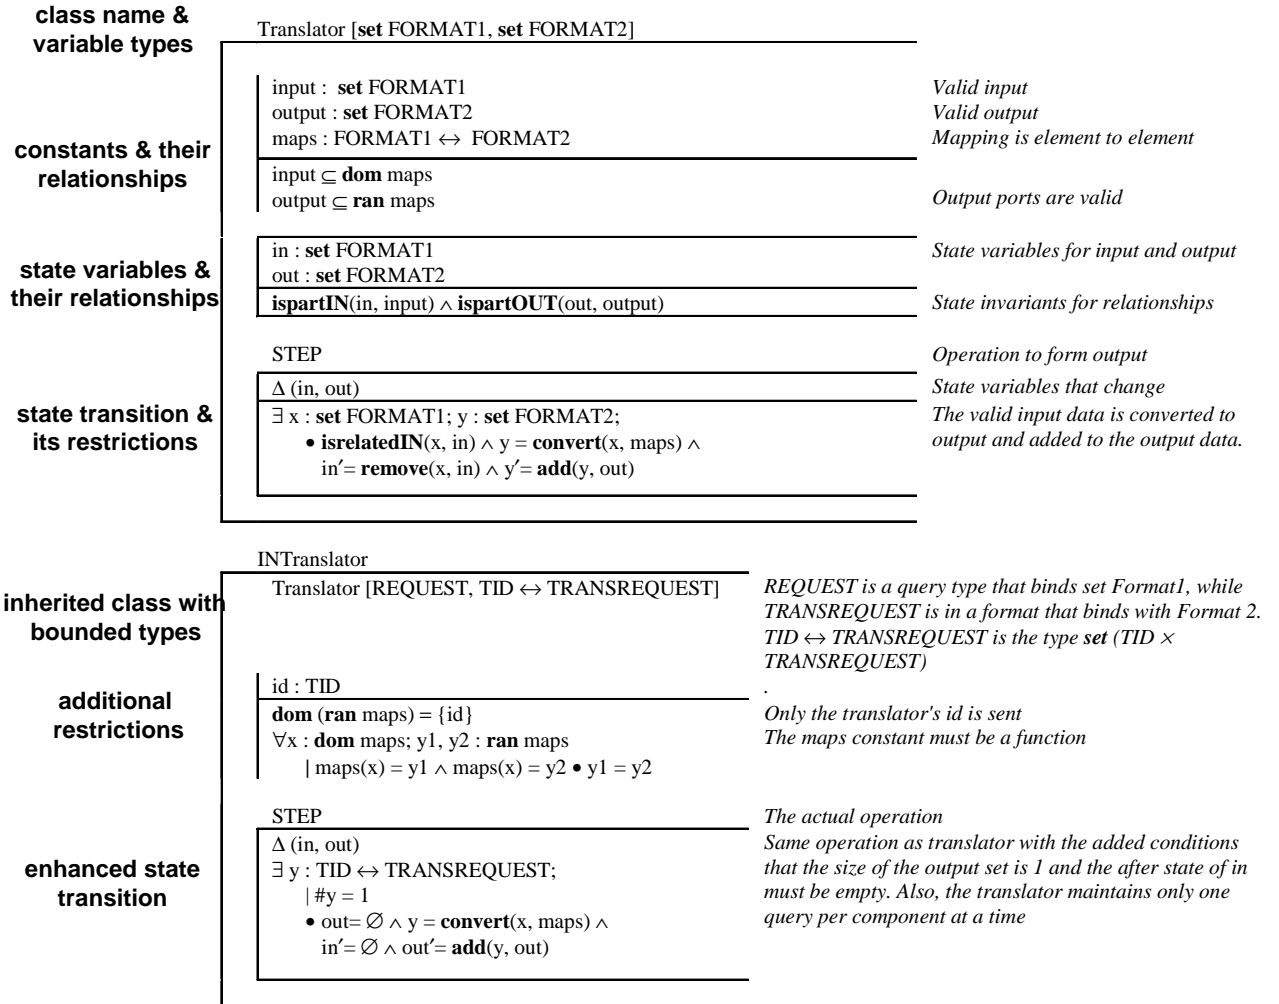 class name &
variable types
Translator [set FORMAT1, set FORMAT2]
constants & their
relationships
input : set FORMAT1
Valid input
output : set FORMAT2
Valid output
maps : FORMAT1 ↔ FORMAT2
Mapping is element to element
input ⊆ dom maps
output ⊆ ran maps
Output ports are valid
state variables &
their relationships
in : set FORMAT1
State variables for input and output
out : set FORMAT2
ispartIN(in, input) ∧ ispartOUT(out, output)
State invariants for relationships
STEP
Operation to form output
state transition &
its restrictions
Δ (in, out)
State variables that change
∃ x : set FORMAT1; y : set FORMAT2;
The valid input data is converted to
• isrelatedIN(x, in) ∧ y = convert(x, maps) ∧
output and added to the output data.
in′= remove(x, in) ∧ y′= add(y, out)
INTranslator
inherited class with
bounded types
Translator [REQUEST, TID ↔ TRANSREQUEST]
REQUEST is a query type that binds set Format1, while
TRANSREQUEST is in a format that binds with Format 2.
TID ↔ TRANSREQUEST is the type set (TID ×
TRANSREQUEST)
.
additional
restrictions
id : TID
dom (ran maps) = {id}
Only the translator's id is sent
∀x : dom maps; y1, y2 : ran maps
The maps constant must be a function
| maps(x) = y1 ∧ maps(x) = y2 • y1 = y2
STEP
The actual operation
enhanced state
transition
Δ (in, out)
∃ y : TID ↔ TRANSREQUEST;
| #y = 1
• out= ∅ ∧ y = convert(x, maps) ∧
in′= ∅ ∧ out′= add(y, out)
Same operation as translator with the added conditions
that the size of the output set is 1 and the after state of in
must be empty. Also, the translator maintains only one
query per component at a time